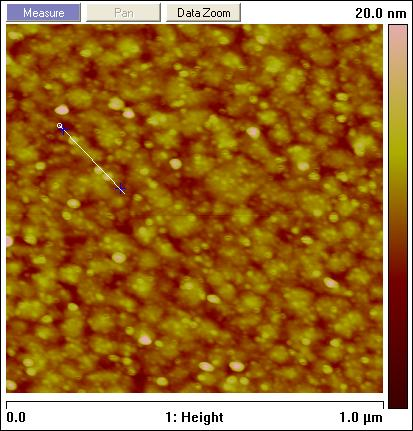 Measure Pan Data Zoom 20.0 nm
0.0 1: Height 1.0 µm